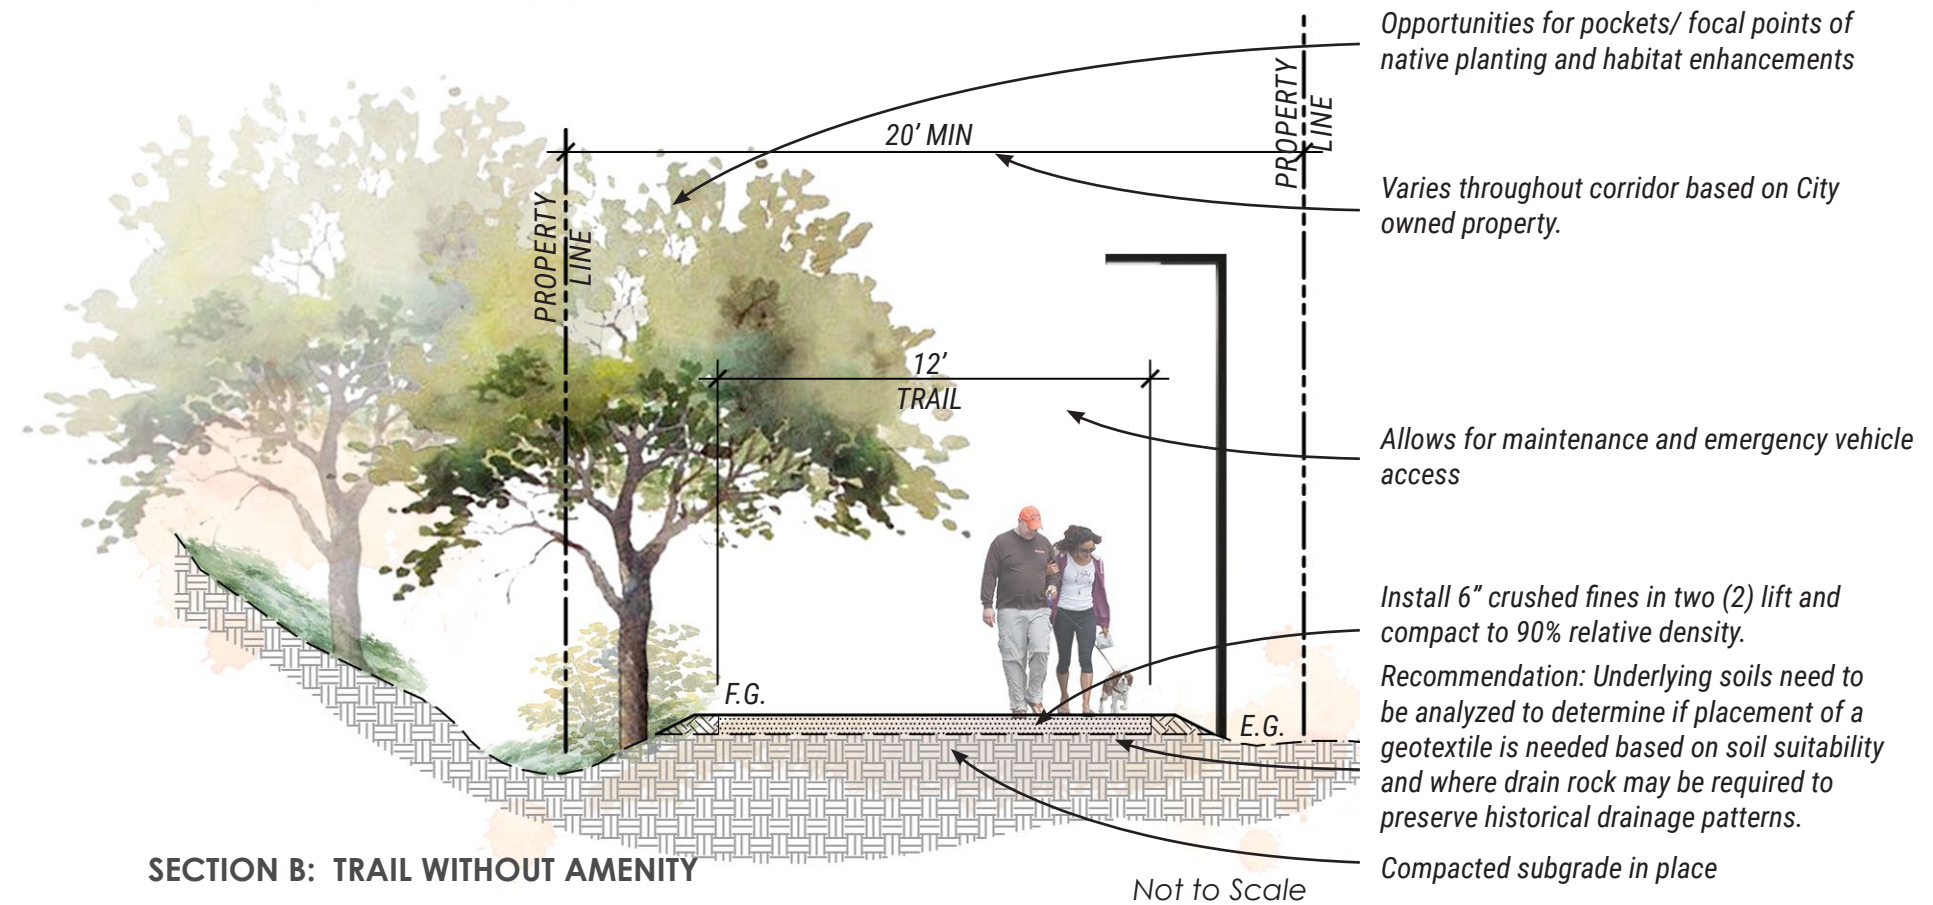 Opportunities for pockets/ focal points of
native planting and habitat enhancements
PROPERTY
LINE
20’ MIN
Varies throughout corridor based on City
owned property.
PROPERTY
LINE
12’
TRAIL
Allows for maintenance and emergency vehicle
access
Install 6” crushed fines in two (2) lift and
compact to 90% relative density.
F.G.
E.G.
Recommendation: Underlying soils need to
be analyzed to determine if placement of a
geotextile is needed based on soil suitability
and where drain rock may be required to
preserve historical drainage patterns.
Compacted subgrade in place
SECTION B:  TRAIL WITHOUT AMENITY
Not to Scale